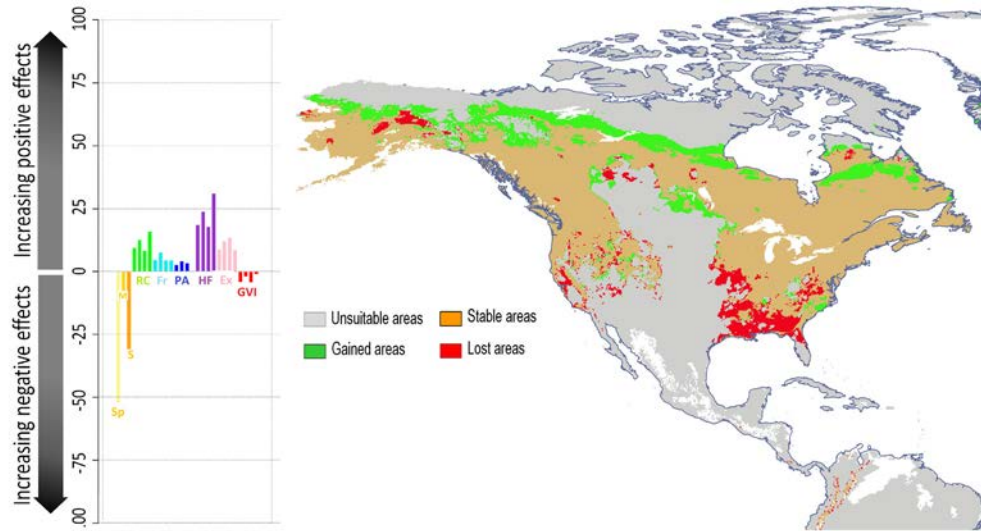 Increasing positive effects
Increasing negative effects
100
75
50
25
0
-25
-50
-75
.00
M
S
Sp
RC
Fr
PA
HF
Ex
GVI
Unsuitable areas
Stable areas
Gained areas
Lost areas